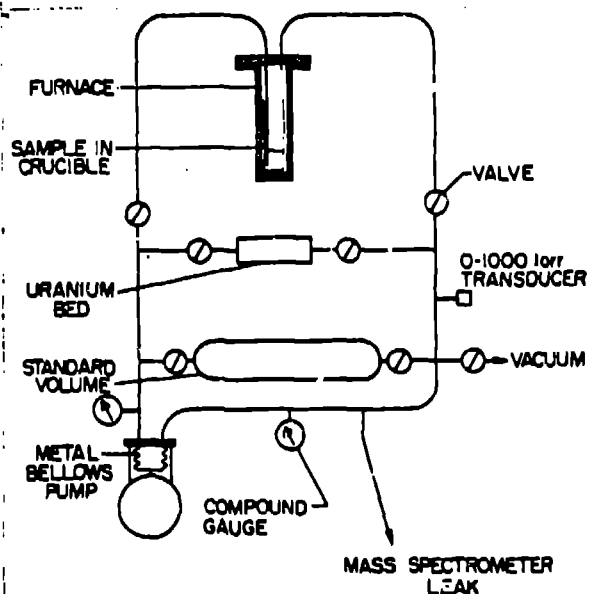 FURNACE
SAMPLE IN
CRUCIBLE
VALVE
0-1000 torr
TRANSDUCER
URANIUM
BED
STANDARD
VOLUME
VACUUM
METAL
BELLOWS
PUMP
COMPOUND
GAUGE
MASS SPECTROMETER
LEAK